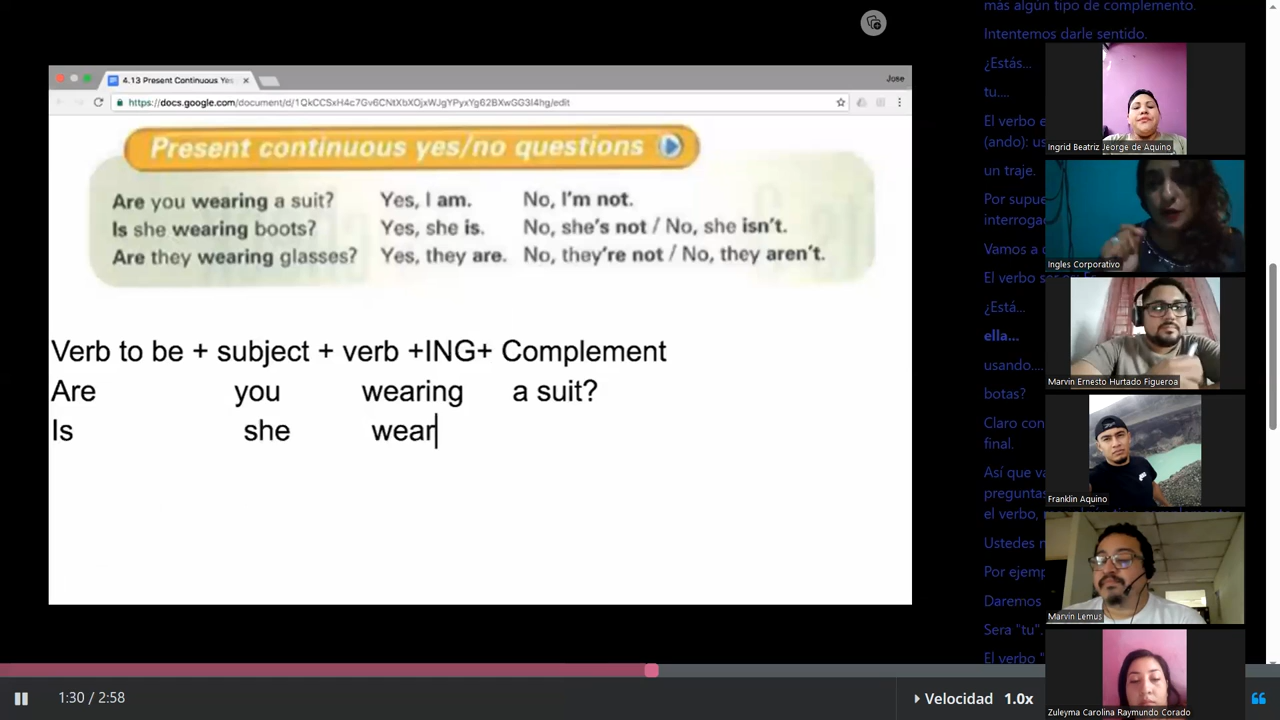 4.13 Present Continuous Yes
Jose
https://docs.google.com/document/d/1QkCCSxH4c7Gv6CNtXbXOjxWJgYPyxYg62BXwGG3I4hg/edit
Present continuous yes/no questions
Are you wearing a suit? Yes, I am. No, I'm not.
Is she wearing boots? Yes, she is. No, she's not / No, she isn't.
Are they wearing glasses? Yes, they are. No, they're not / No, they aren't.
Verb to be + subject + verb +ING+ Complement
Are you wearing a suit?
Is she wear
1:30 / 2:58
Velocidad 1.0x
más algún tipo de complemento.
Intentemos darle sentido.
¿Estás...
tu....
El verbo
(ando):
un traje.
Por
Vamos a
El verbo
¿Está...
ella...
usando....
botas?
Claro
final.
Así que
preguntas
el verbo,
Ustedes
Por
Daremos
Sera "tu".
El verbo
Ingrid Beatriz Jeorge de Aquino
Ingles Corporativo
Marvin Ernesto Hurtado Figueroa
Franklin Aquino
Marvin Lemus
Zuleyma Carolina Raymundo Corado